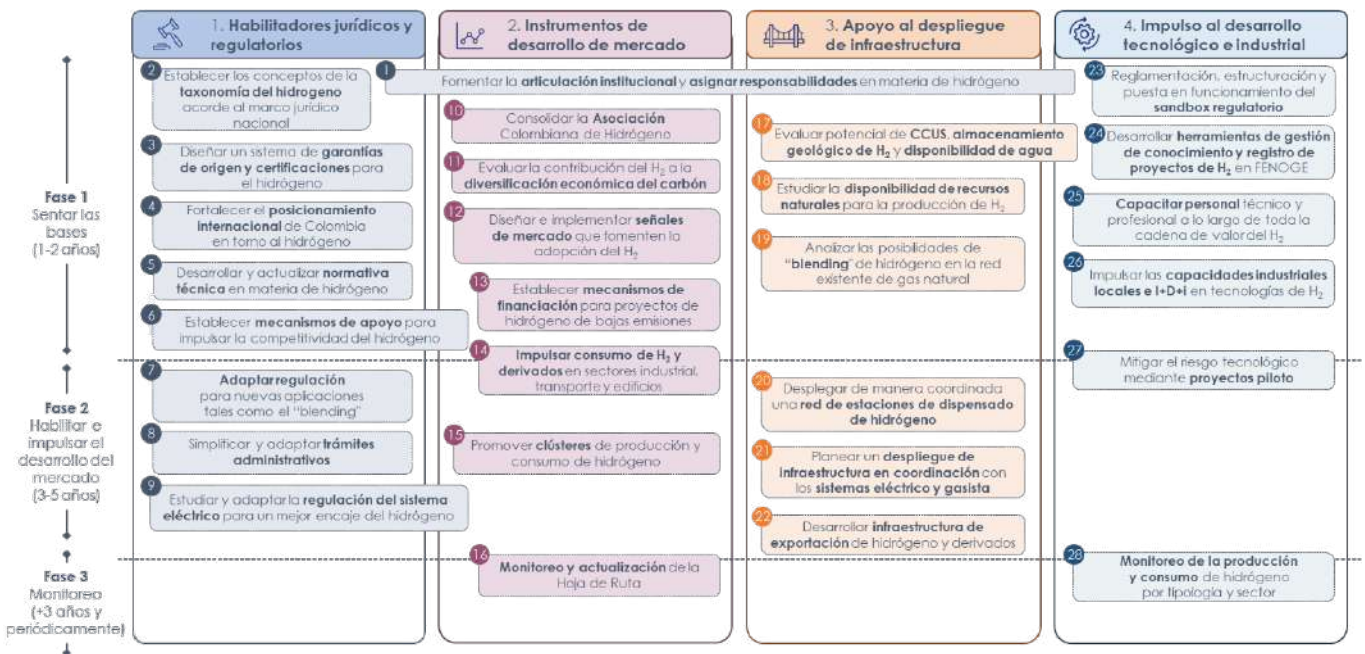 1. Habilitadores jurídicos y
regulatorios
2. Instrumentos de
desarrollo de mercado
3. Apoyo al despliegue
de infraestructura
4. Impulso al desarrollo
tecnológico e industrial
Fase 1
Sentar las
bases
(1-2 años)
1
Fomentar la articulación institucional y asignar responsabilidades en materia de hidrógeno
2
Establecer los conceptos de la
taxonomía del hidrogeno
acorde al marco jurídico
nacional
3
Diseñar un sistema de garantías
de origen y certificaciones para
el hidrógeno
4
Fortalecer el posicionamiento
internacional de Colombia
en torno al hidrógeno
5
Desarrollar y actualizar normativa
técnica en materia de hidrógeno
6
Establecer mecanismos de apoyo para
impulsar la competitividad del hidrógeno
10
Consolidar la Asociación
Colombiana de Hidrógeno
11
Evaluar la contribución del H2 a la
diversificación económica del carbón
12
Diseñar e implementar señales
de mercado que fomenten la
adopción del H2
13
Establecer mecanismos de
financiación para proyectos de
hidrógeno de bajas emisiones
14
Impulsar consumo de H2 y
derivados en sectores industrial,
transporte y edificios
17
Evaluar potencial de CCUS, almacenamiento
geológico de H2 y disponibilidad de agua
18
Estudiar la disponibilidad de recursos
naturales para la producción de H2
19
Analizar las posibilidades de
"blending" de hidrógeno en la red
existente de gas natural
23
Reglamentación, estructuración y
puesta en funcionamiento del
sandbox regulatorio
24
Desarrollar herramientas de gestión
de conocimiento y registro de
proyectos de H2 en FENOGE
25
Capacitar personal técnico y
profesional a lo largo de toda la
cadena de valor del H2
26
Impulsar las capacidades industriales
locales e I+D+i en tecnologías de H2
27
Mitigar el riesgo tecnológico
mediante proyectos piloto
Fase 2
Habilitar e
impulsar el
desarrollo del
mercado
(3-5 años)
7
Adaptar regulación
para nuevas aplicaciones
tales como el "blending"
8
Simplificar y adaptar trámites
administrativos
9
Estudiar y adaptar la regulación del sistema
eléctrico para un mejor encaje del hidrógeno
15
Promover clústeres de producción y
consumo de hidrógeno
20
Desplegar de manera coordinada
una red de estaciones de dispensado
de hidrógeno
21
Planear un despliegue de
infraestructura en coordinación con
los sistemas eléctrico y gasista
22
Desarrollar infraestructura de
exportación de hidrógeno y derivados
Fase 3
Monitoreo
(+3 años y
periódicamente)
16
Monitoreo y actualización de la
Hoja de Ruta
28
Monitoreo de la producción
y consumo de hidrógeno
por tipología y sector